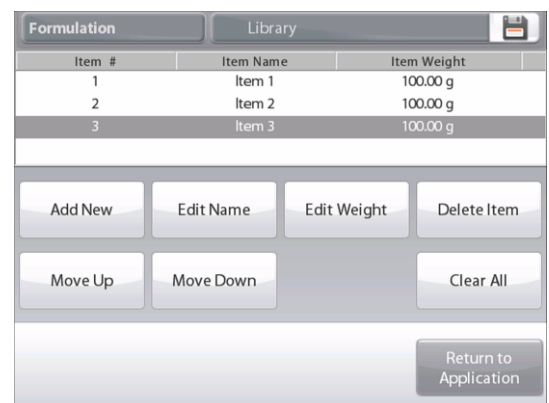 Formulation Library
Item # Item Name Item Weight
1 Item 1 100.00 g
2 Item 2 100.00 g
3 Item 3 100.00 g
Add New Edit Name Edit Weight Delete Item
Move Up Move Down Clear All
Return to
Application